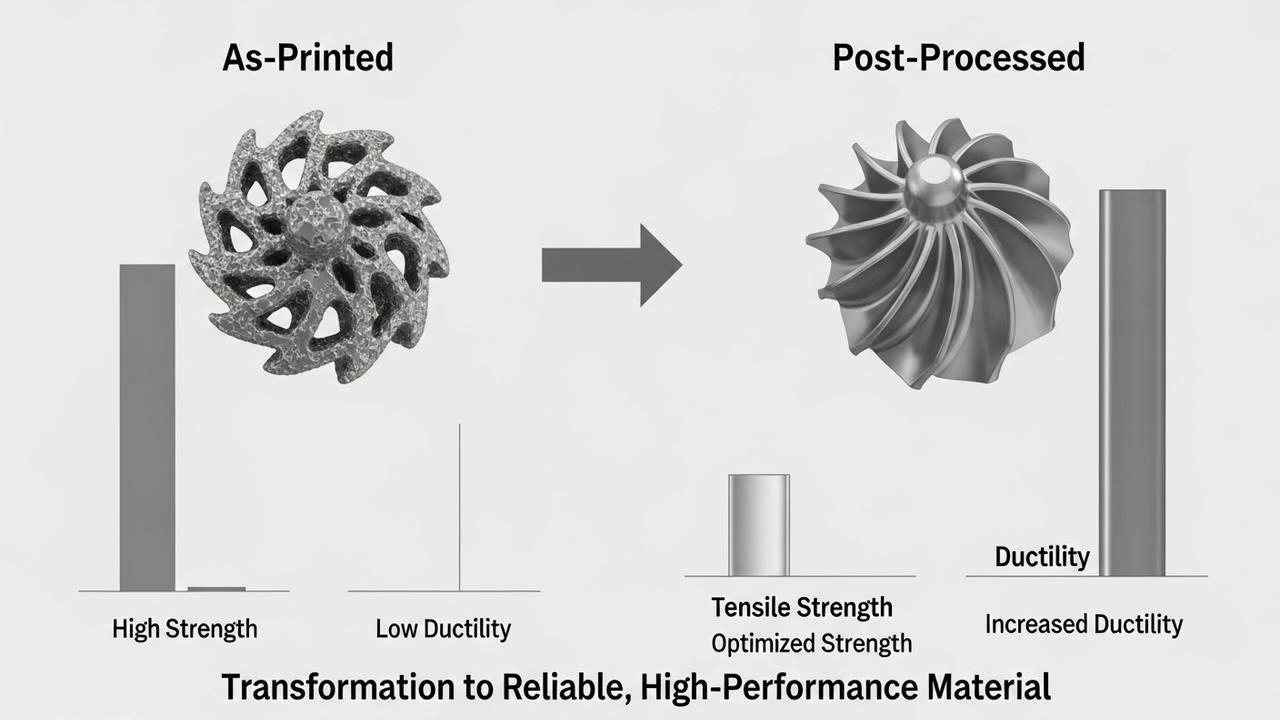 As-Printed
Post-Processed
High Strength
Low Ductility
Tensile Strength
Optimized Strength
Ductility
Increased Ductility
Transformation to Reliable, High-Performance Material